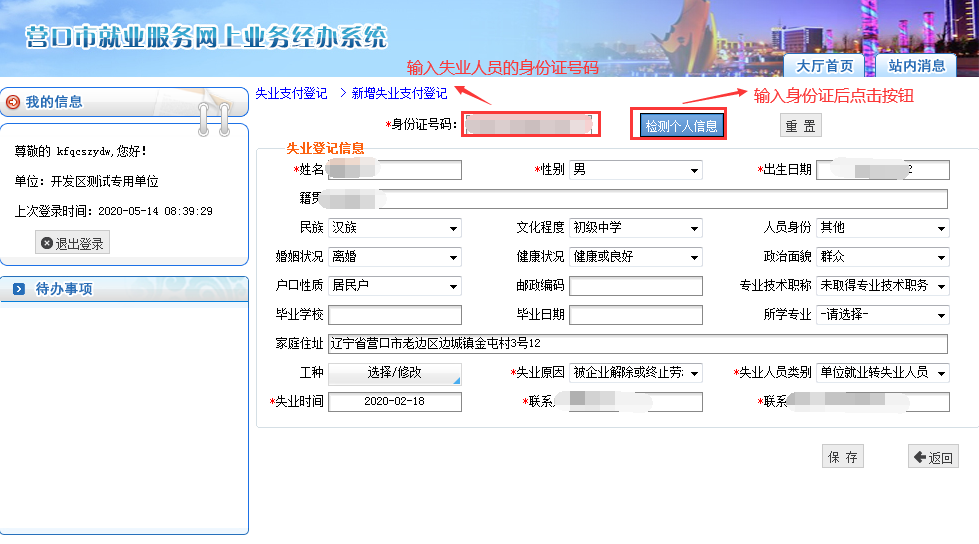 营口市就业服务网上业务经办系统
大厅首页 站内消息
输入失业人员的身份证号码
我的信息
失业支付登记 > 新增失业支付登记
输入身份证后点击按钮
*身份证号码: 检测个人信息 重 置
尊敬的 kfqcszydw,您好!
单位: 开发区测试专用单位
上次登录时间: 2020-05-14 08:39:29
退出登录
待办事项
失业登记信息
*姓名 *性别 男 *出生日期 2
籍贯
民族 汉族 文化程度 初级中学 人员身份 其他
婚姻状况 离婚 健康状况 健康或良好 政治面貌 群众
户口性质 居民户 邮政编码 专业技术职称 未取得专业技术职务
毕业学校 毕业日期 所学专业 -请选择-
家庭住址 辽宁省营口市老边区边城镇金屯村3号12
工种 选择/修改 *失业原因 被企业解除或终止劳 *失业人员类别 单位就业转失业人员
*失业时间 2020-02-18 *联系 *联系
保 存 返回